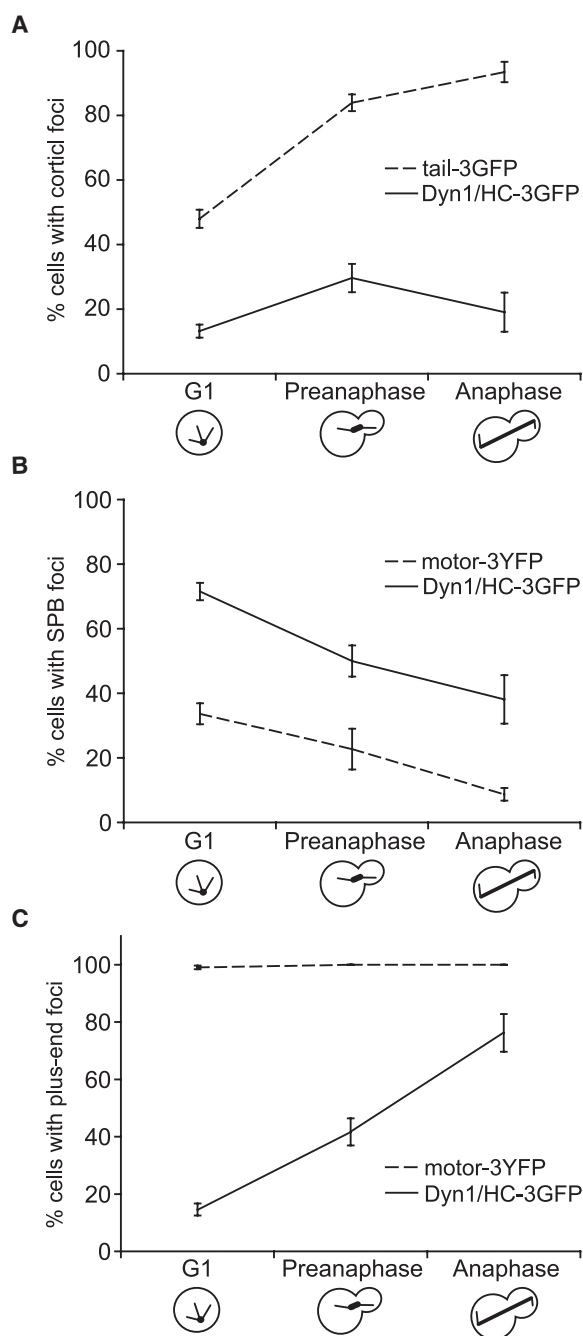 A
% cells with corticl foci
100
80
60
40
20
0
tail-3GFP
Dyn1/HC-3GFP
G1 Preanaphase Anaphase
B
% cells with SPB foci
100
80
60
40
20
0
motor-3YFP
Dyn1/HC-3GFP
G1 Preanaphase Anaphase
C
% cells with plus-end foci
100
80
60
40
20
0
motor-3YFP
Dyn1/HC-3GFP
G1 Preanaphase Anaphase